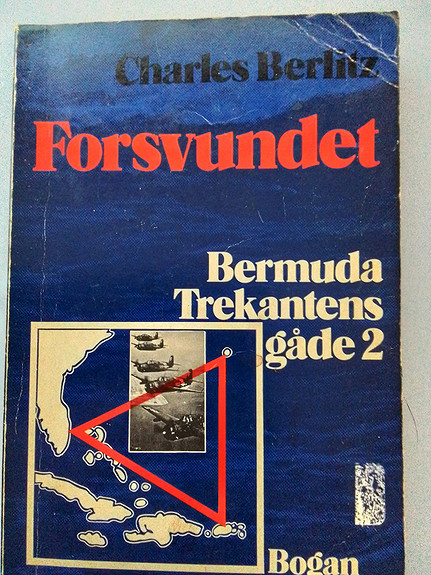 Charles Berlitz
Forsvundet
Bermuda
Trekantens
gåde 2
Bogan